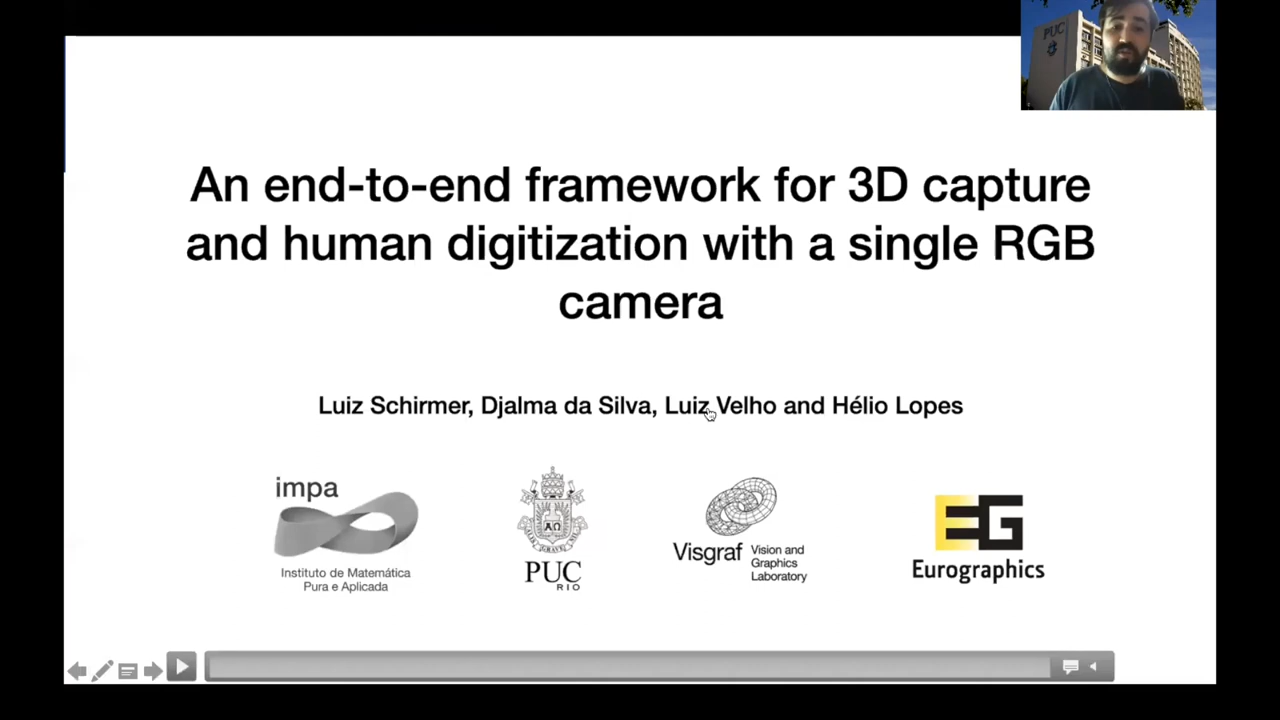 PUC
An end-to-end framework for 3D capture
and human digitization with a single RGB
camera
Luiz Schirmer, Djalma da Silva, Luiz Velho and Hélio Lopes
impa
Instituto de Matemática
Pura e Aplicada
PUC
RIO
Visgraf
Vision and
Graphics
Laboratory
EG
Eurographics